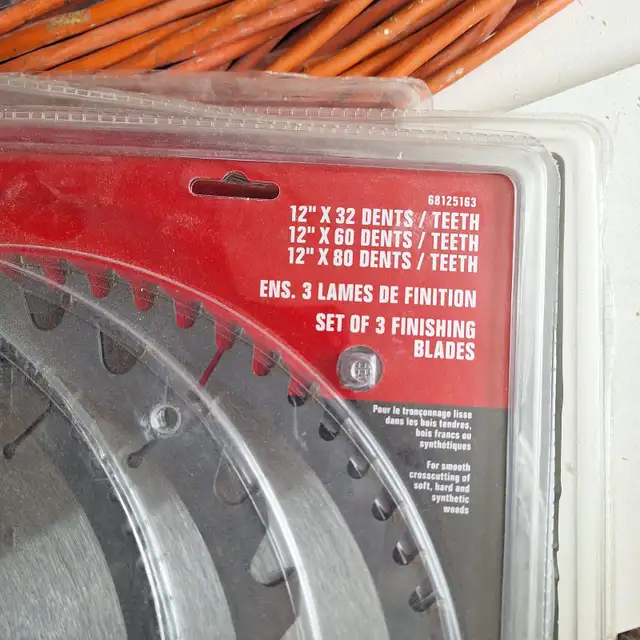 68125163
12" X 32 DENTS / TEETH
12" X 60 DENTS / TEETH
12" X 80 DENTS / TEETH
ENS. 3 LAMES DE FINITION
SET OF 3 FINISHING
BLADES
Pour le tronçonnage lisse
dans les bois tendres,
bois francs ou
synthétiques
For smooth
crosscutting of
soft, hard and
synthetic
woods